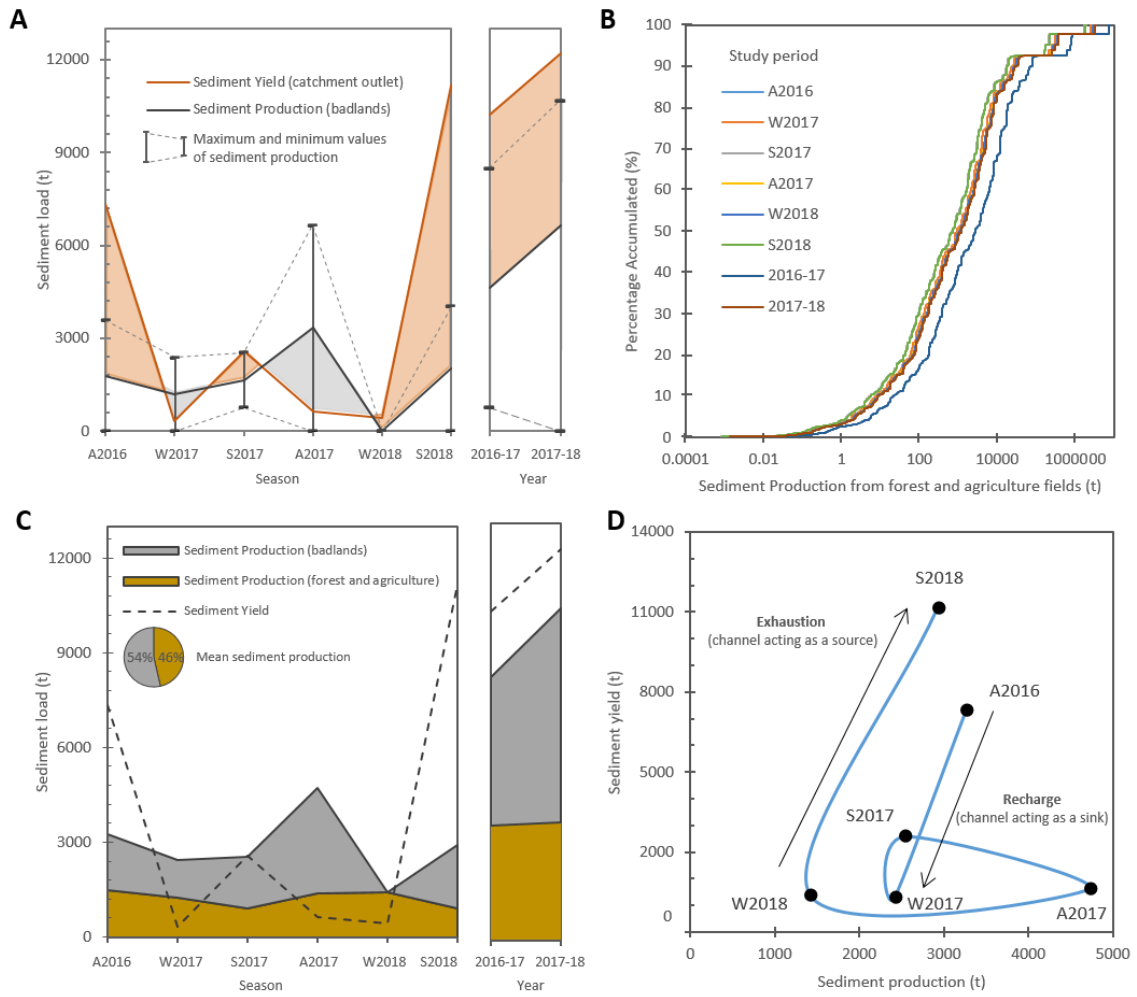 A
12000
9000
6000
3000
0
Sediment load (t)
Sediment Yield (catchment outlet)
Sediment Production (badlands)
Maximum and minimum values
of sediment production
A2016
W2017
S2017
A2017
W2018
S2018
Season
2016-17
2017-18
Year
B
100
90
80
70
60
50
40
30
20
10
0
Percentage Accumulated (%)
Study period
A2016
W2017
S2017
A2017
W2018
S2018
2016-17
2017-18
0.0001
0.01
1
100
10000
1000000
Sediment Production from forest and agriculture fields (t)
C
12000
9000
6000
3000
0
Sediment load (t)
Sediment Production (badlands)
Sediment Production (forest and agriculture)
Sediment Yield
54%
46%
Mean sediment production
A2016
W2017
S2017
A2017
W2018
S2018
Season
2016-17
2017-18
Year
D
14000
11000
8000
5000
2000
0
Sediment yield (t)
S2018
Exhaustion
(channel acting as a source)
A2016
Recharge
(channel acting as a sink)
S2017
W2018
W2017
A2017
0
1000
2000
3000
4000
5000
Sediment production (t)